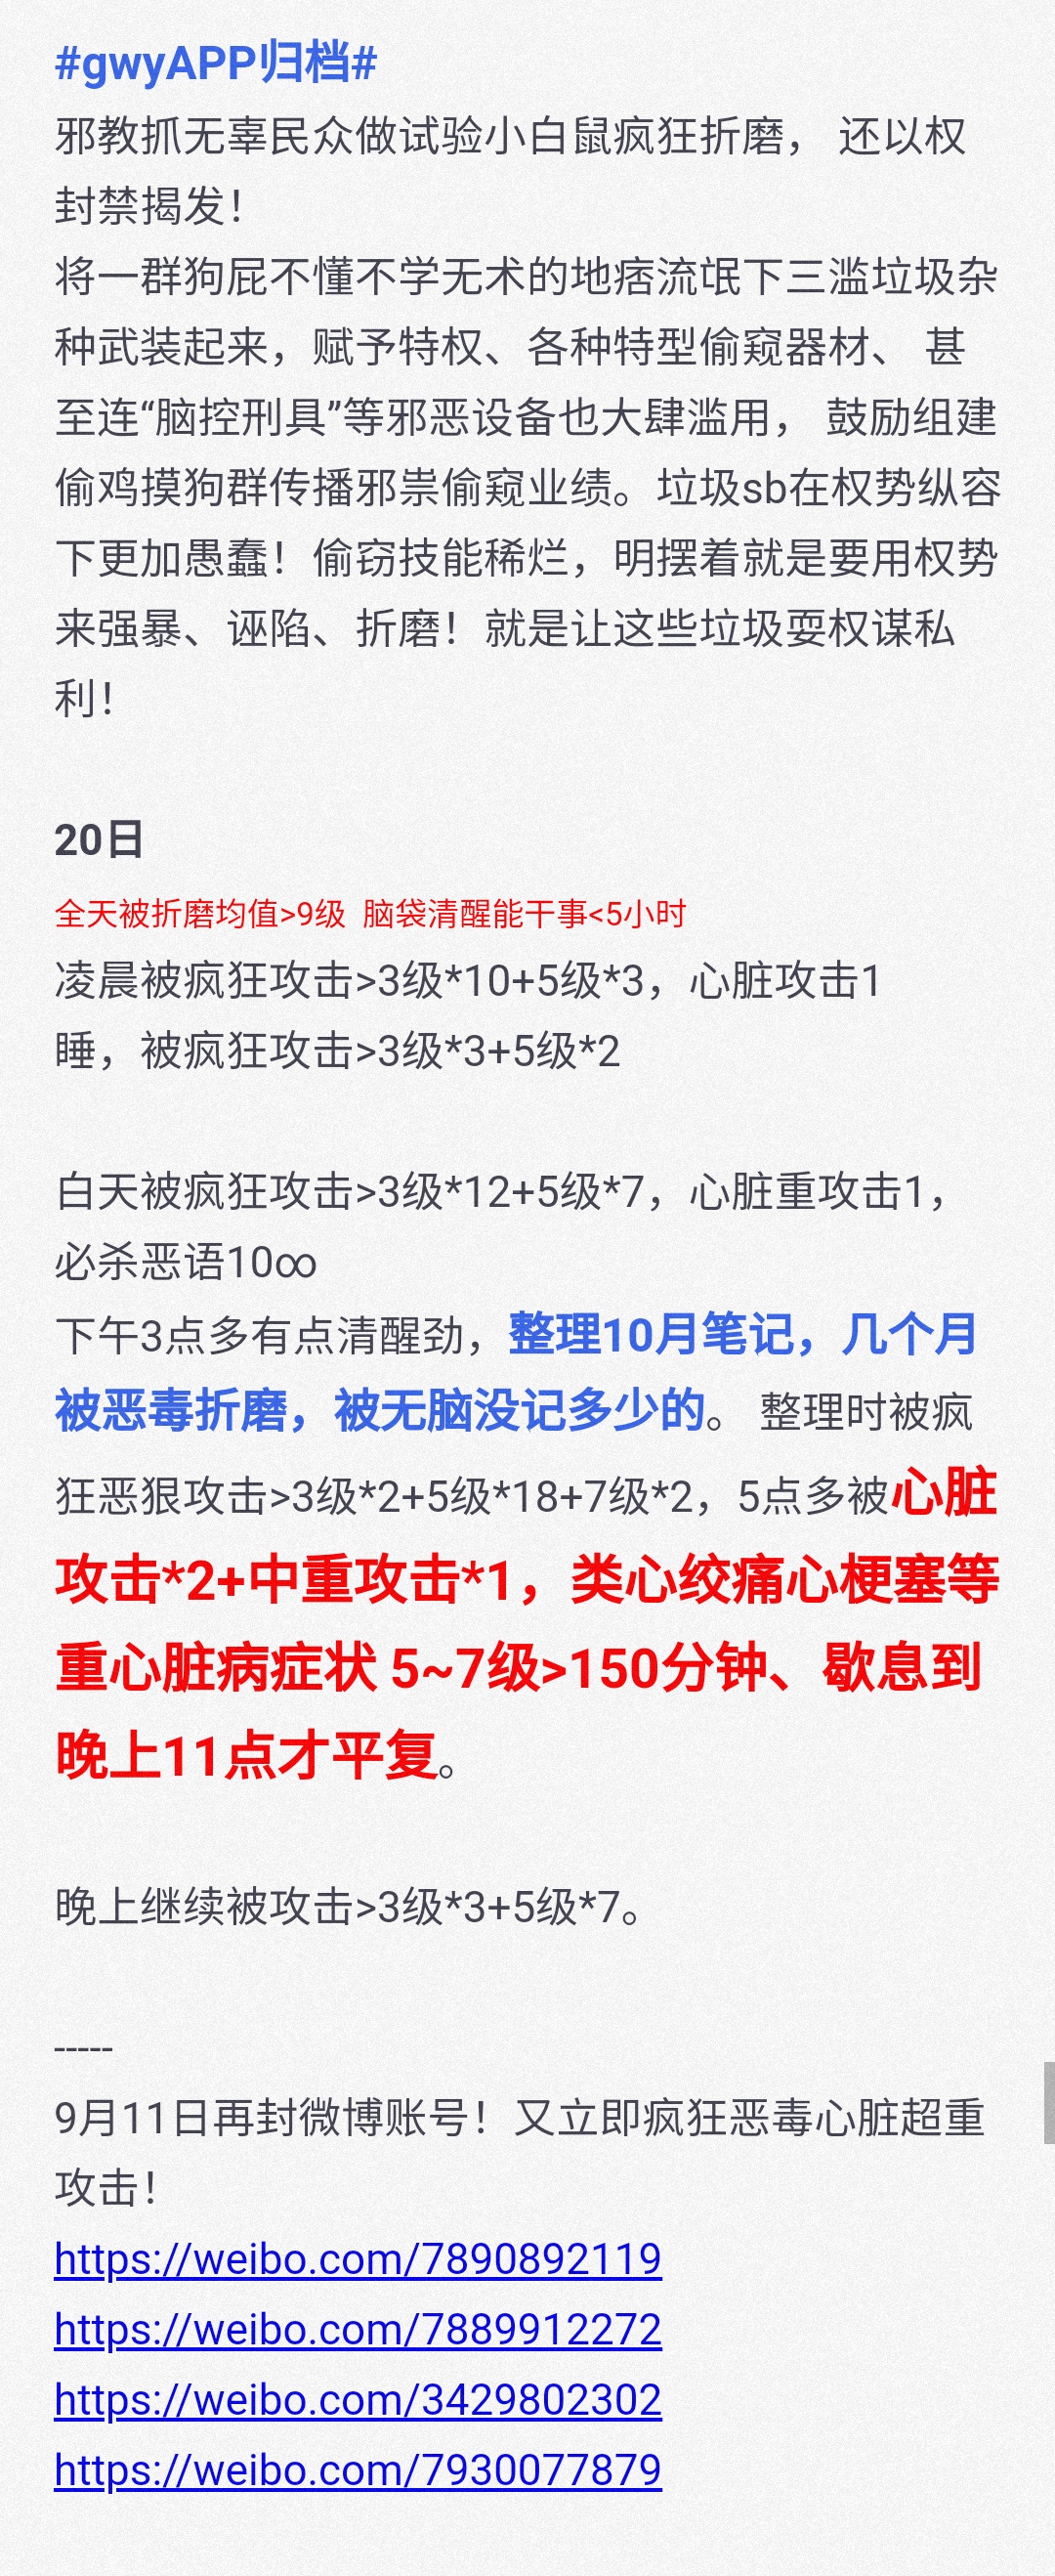 #gwyAPP归档#
邪教抓无辜民众做试验小白鼠疯狂折磨， 还以权
封禁揭发！
将一群狗屁不懂不学无术的地痞流氓下三滥垃圾杂
种武装起来，赋予特权、各种特型偷窥器材、 甚
至连“脑控刑具”等邪恶设备也大肆滥用， 鼓励组建
偷鸡摸狗群传播邪祟偷窥业绩。垃圾sb在权势纵容
下更加愚蠢！偷窃技能稀烂，明摆着就是要用权势
来强暴、诬陷、折磨！就是让这些垃圾耍权谋私
利！
20日
全天被折磨均值>9级  脑袋清醒能干事<5小时
凌晨被疯狂攻击>3级*10+5级*3，心脏攻击1
睡，被疯狂攻击>3级*3+5级*2
白天被疯狂攻击>3级*12+5级*7，心脏重攻击1，
必杀恶语10∞
下午3点多有点清醒劲，整理10月笔记，几个月
被恶毒折磨，被无脑没记多少的。 整理时被疯
狂恶狠攻击>3级*2+5级*18+7级*2，5点多被心脏
攻击*2+中重攻击*1，类心绞痛心梗塞等
重心脏病症状 5~7级>150分钟、歇息到
晚上11点才平复。
晚上继续被攻击>3级*3+5级*7。
-----
9月11日再封微博账号！又立即疯狂恶毒心脏超重
攻击！
https://weibo.com/7890892119
https://weibo.com/7889912272
https://weibo.com/3429802302
https://weibo.com/7930077879